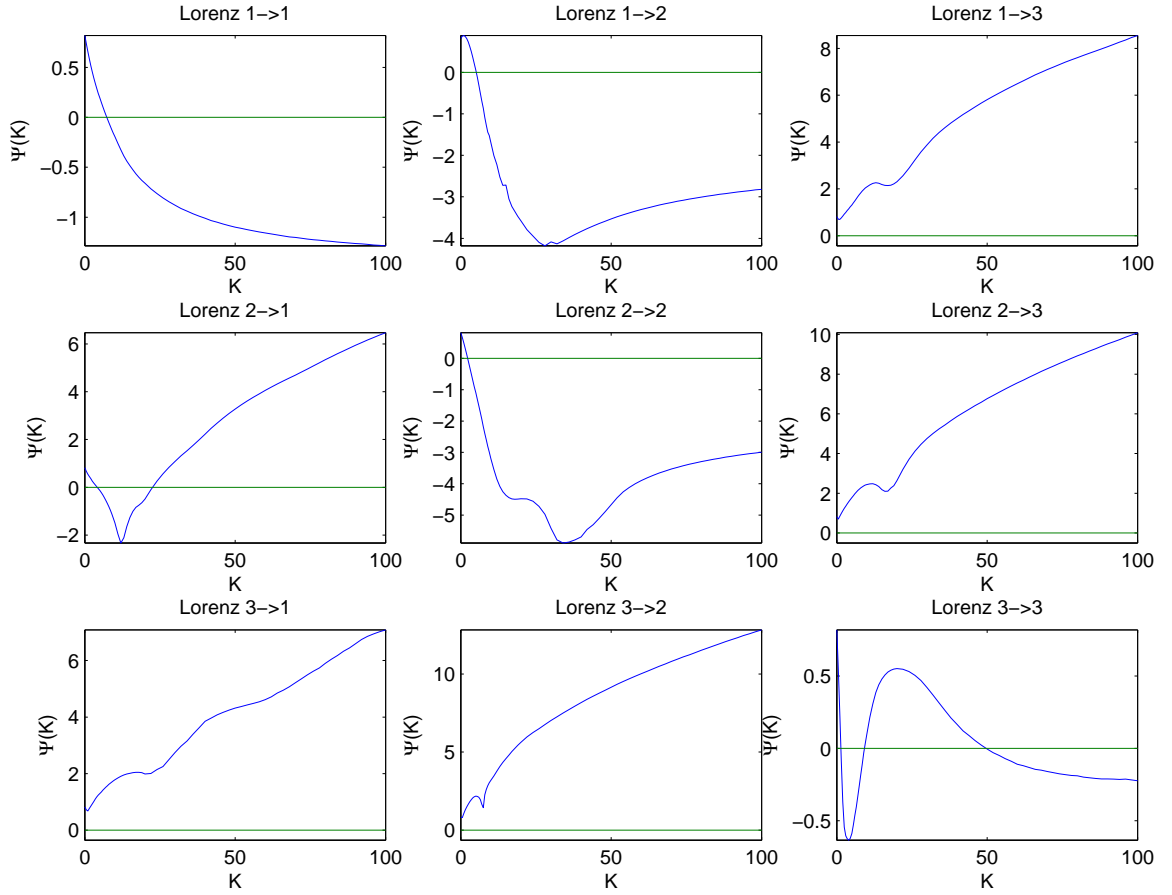 Lorenz 1->1
Ψ(K)
0.5
0
−0.5
−1
0
50
100
K
Lorenz 1->2
Ψ(K)
0
−1
−2
−3
−4
0
50
100
K
Lorenz 1->3
Ψ(K)
8
6
4
2
0
0
50
100
K
Lorenz 2->1
Ψ(K)
6
4
2
0
−2
0
50
100
K
Lorenz 2->2
Ψ(K)
0
−1
−2
−3
−4
−5
0
50
100
K
Lorenz 2->3
Ψ(K)
10
8
6
4
2
0
0
50
100
K
Lorenz 3->1
Ψ(K)
6
4
2
0
0
50
100
K
Lorenz 3->2
Ψ(K)
10
5
0
0
50
100
K
Lorenz 3->3
Ψ(K)
0.5
0
−0.5
0
50
100
K